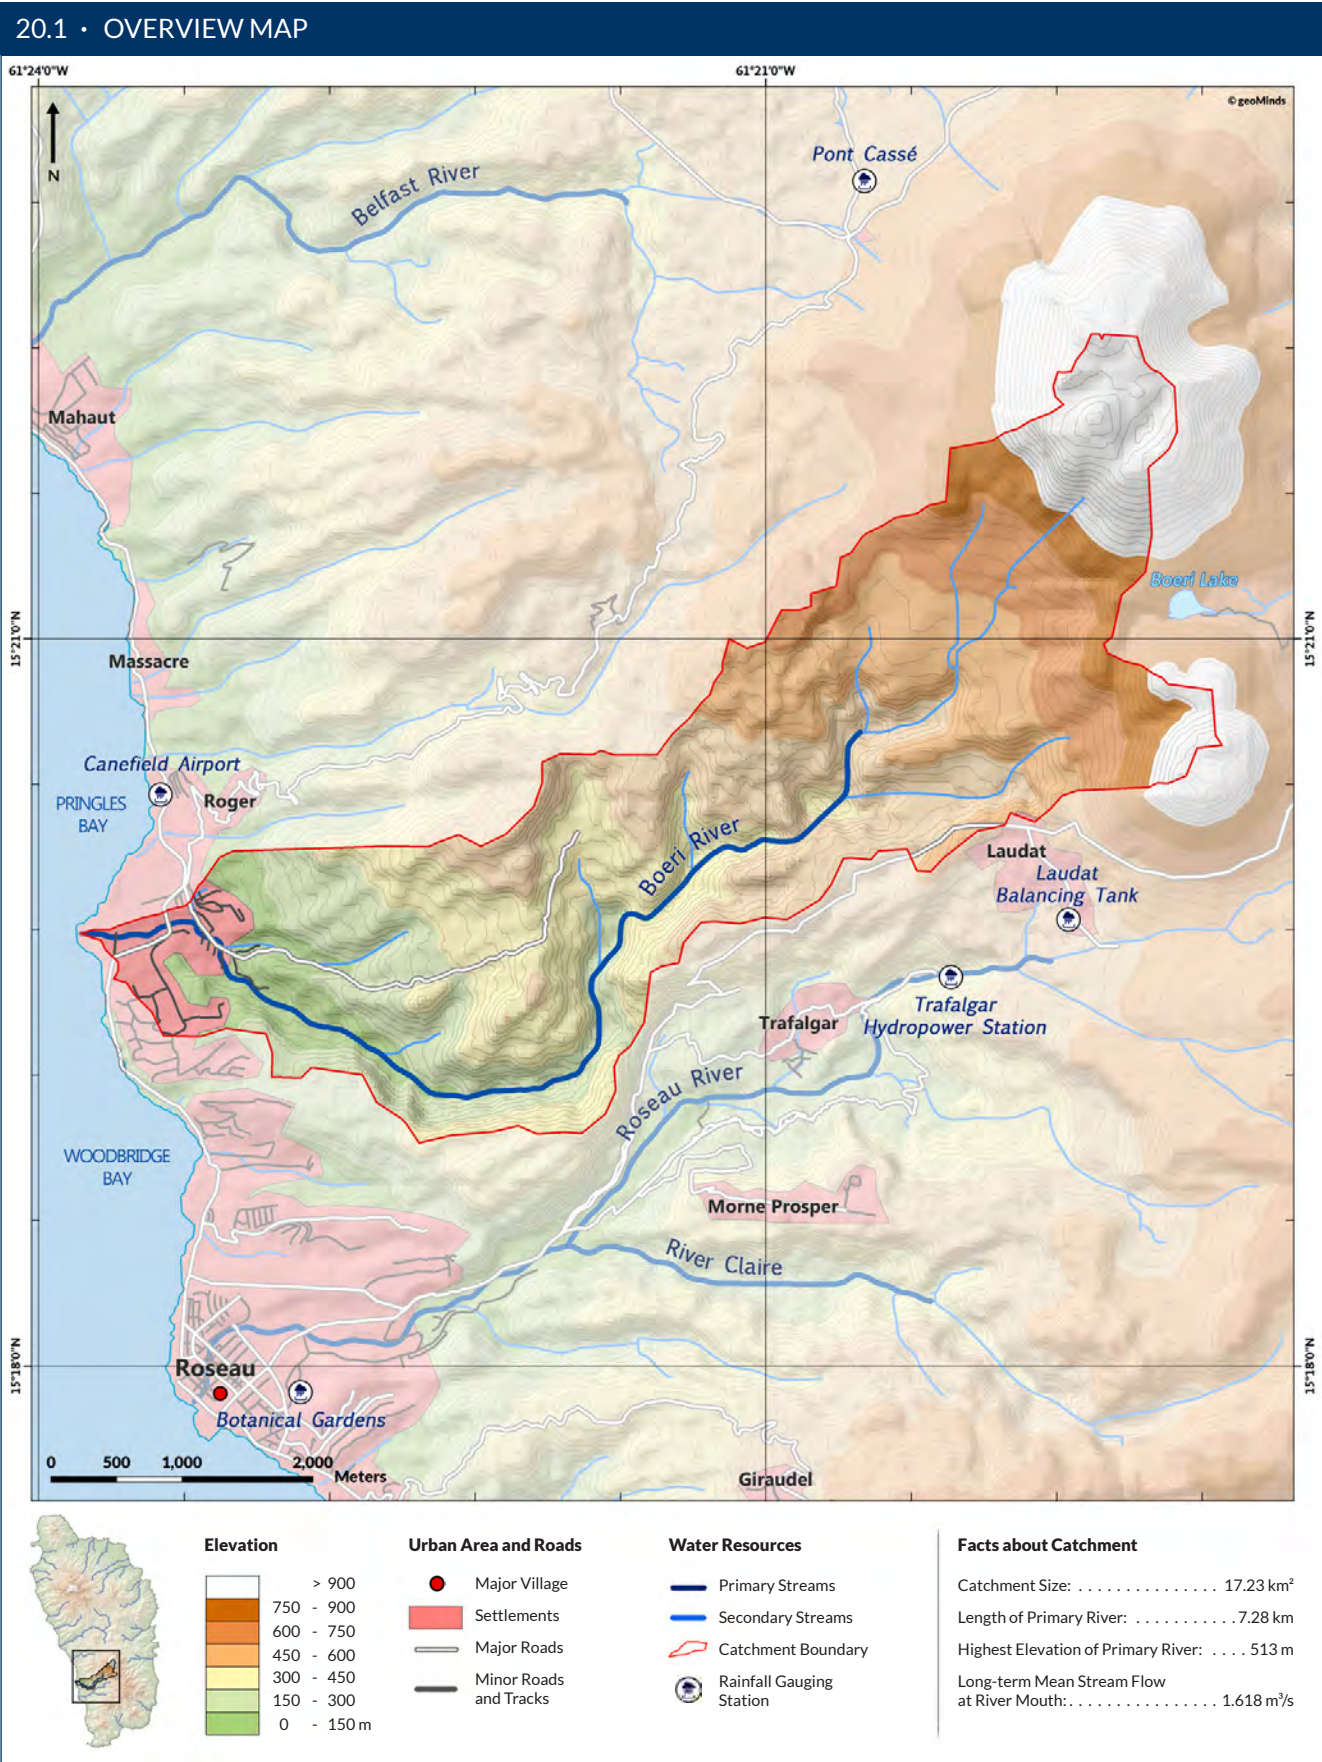 20.1 · OVERVIEW MAP
61°24'0"W
61°21'0"W
© geoMinds
N
Pont Cassé
Belfast River
Mahaut
Boeri Lake
15°21'0"N
15°21'0"N
Massacre
Canefield Airport
PRINGLES
BAY
Roger
Boeri River
Laudat
Laudat
Balancing Tank
Trafalgar
Hydropower Station
Trafalgar
Roseau River
WOODBRIDGE
BAY
Morne Prosper
River Claire
15°18'0"N
15°18'0"N
Roseau
Botanical Gardens
0 500 1,000 2,000
Meters
Giraudel
Elevation
> 900
750 - 900
600 - 750
450 - 600
300 - 450
150 - 300
0 - 150 m
Urban Area and Roads
Major Village
Settlements
Major Roads
Minor Roads
and Tracks
Water Resources
Primary Streams
Secondary Streams
Catchment Boundary
Rainfall Gauging
Station
Facts about Catchment
Catchment Size: . . . . . . . . . . . . . . . 17.23 km²
Length of Primary River: . . . . . . . . . . . 7.28 km
Highest Elevation of Primary River: . . . . 513 m
Long-term Mean Stream Flow
at River Mouth: . . . . . . . . . . . . . . . . 1.618 m³/s